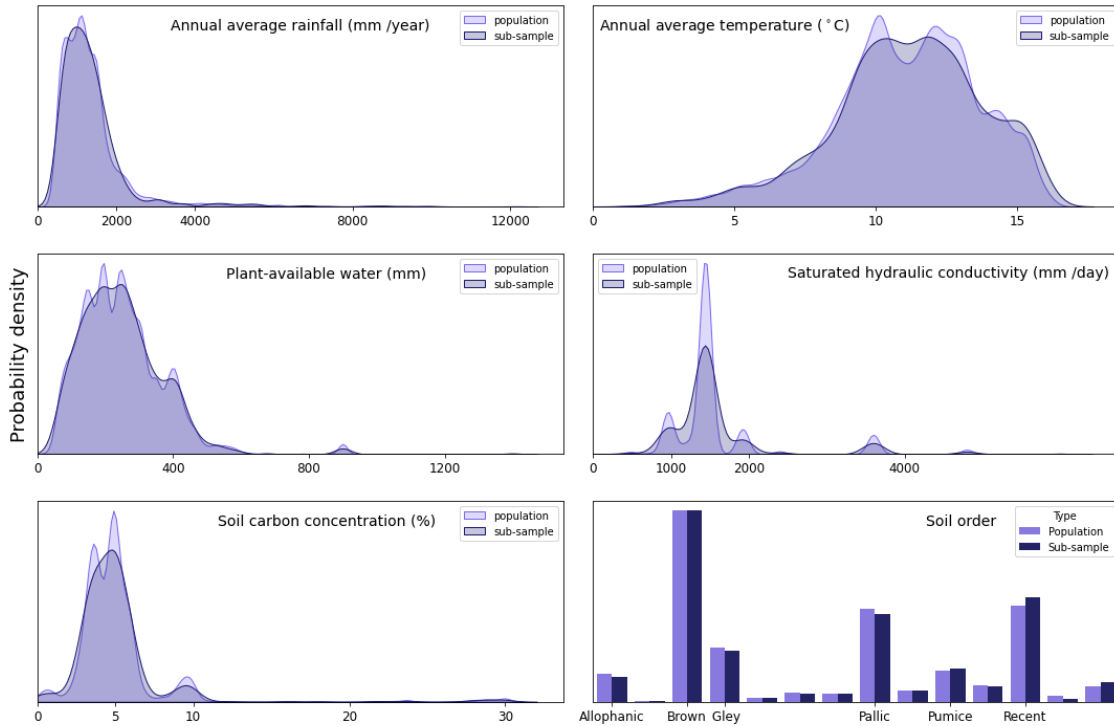 Annual average rainfall (mm /year)
population
sub-sample
0 2000 4000 8000 12000
Annual average temperature (°C)
population
sub-sample
0 5 10 15
Probability density
Plant-available water (mm)
population
sub-sample
0 400 800 1200
Saturated hydraulic conductivity (mm /day)
population
sub-sample
0 1000 2000 4000
Soil carbon concentration (%)
population
sub-sample
0 5 10 20 30
Soil order
Type
Population
Sub-sample
Allophanic Brown Gley Pallic Pumice Recent